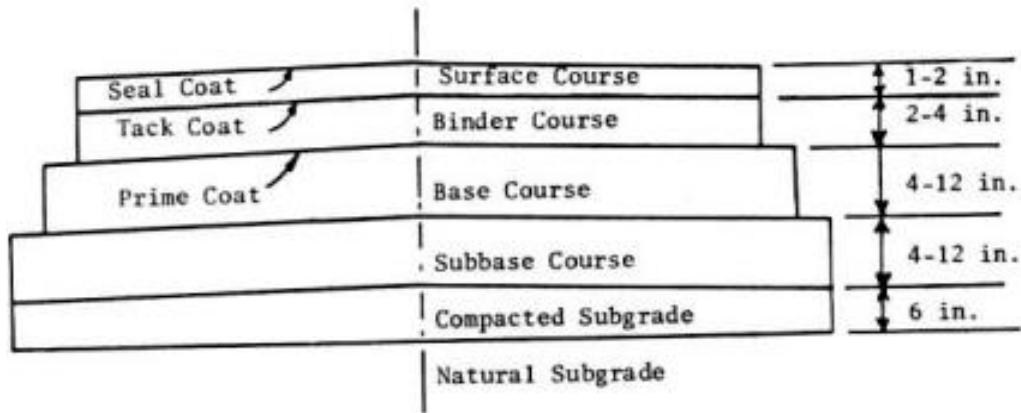 Seal Coat
Surface Course
1-2 in.
Tack Coat
Binder Course
2-4 in.
Prime Coat
Base Course
4-12 in.
Subbase Course
4-12 in.
Compacted Subgrade
6 in.
Natural Subgrade